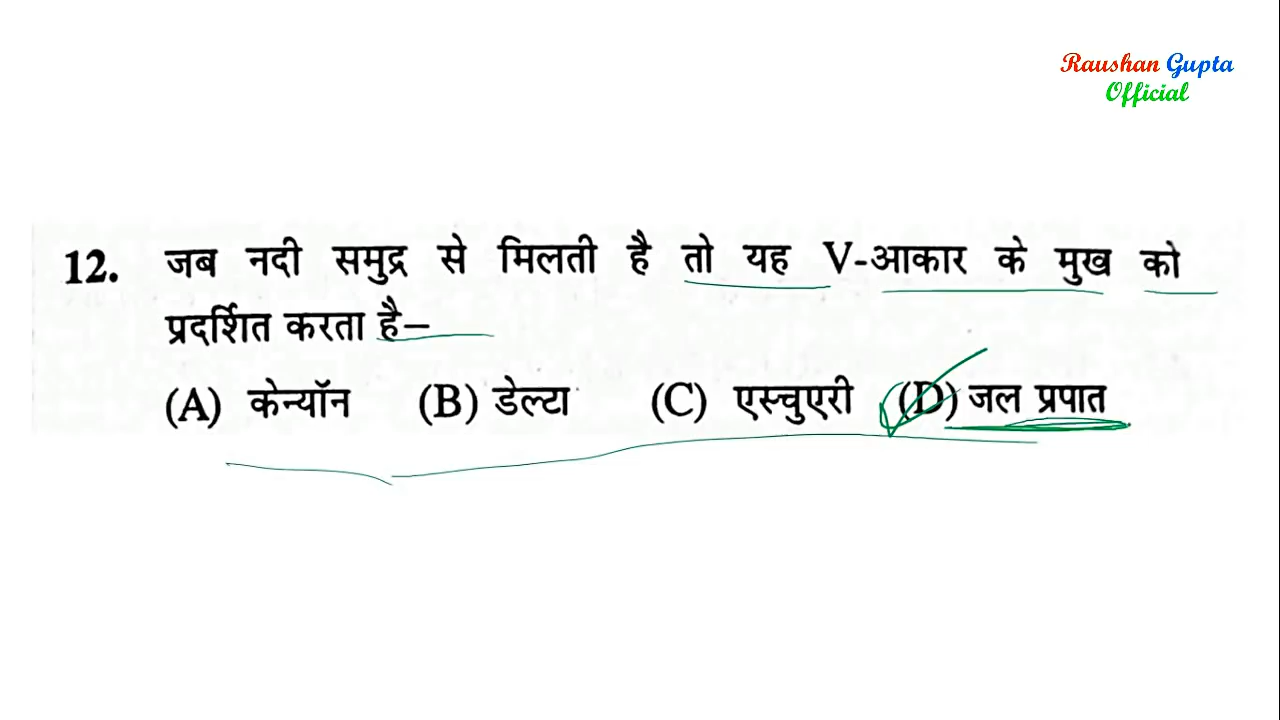 Raushan Gupta
Official
12. जब नदी समुद्र से मिलती है तो यह V-आकार के मुख को
प्रदर्शित करता है–
(A) केन्यॉन (B) डेल्टा (C) एस्चुएरी (D) जल प्रपात